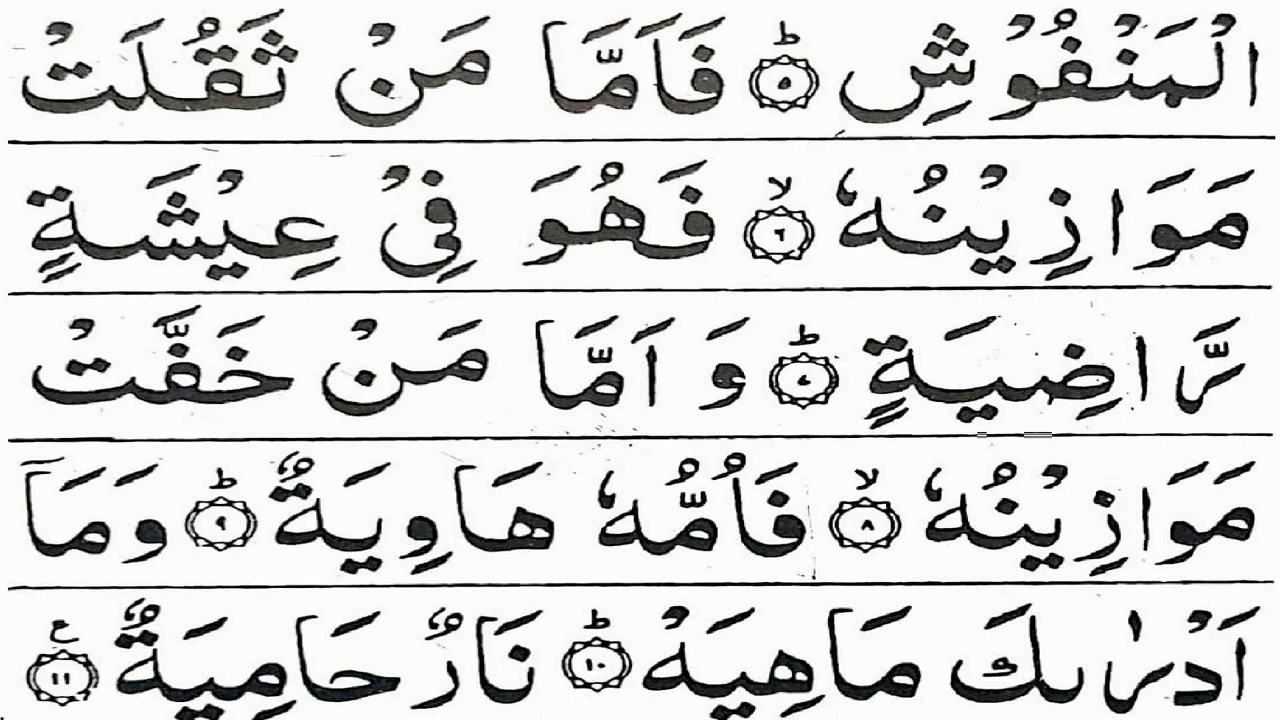 الْمَنْفُوْشِ ؕ﴿۵﴾ فَاَمَّا مَنْ ثَقُلَتْ
مَوَازِيْنُهٗ ۙ﴿۶﴾ فَهُوَ فِيْ عِيْشَةٍ
رَّاضِيَةٍ ؕ﴿۷﴾ وَ اَمَّا مَنْ خَفَّتْ
مَوَازِيْنُهٗ ۙ﴿۸﴾ فَاُمُّهٗ هَاوِيَةٌ ؕ﴿۹﴾ وَمَاۤ
اَدْرٰىكَ مَاهِيَهْ ؕ﴿۱۰﴾ نَارٌ حَامِيَةٌ ﴿۱۱﴾ ع